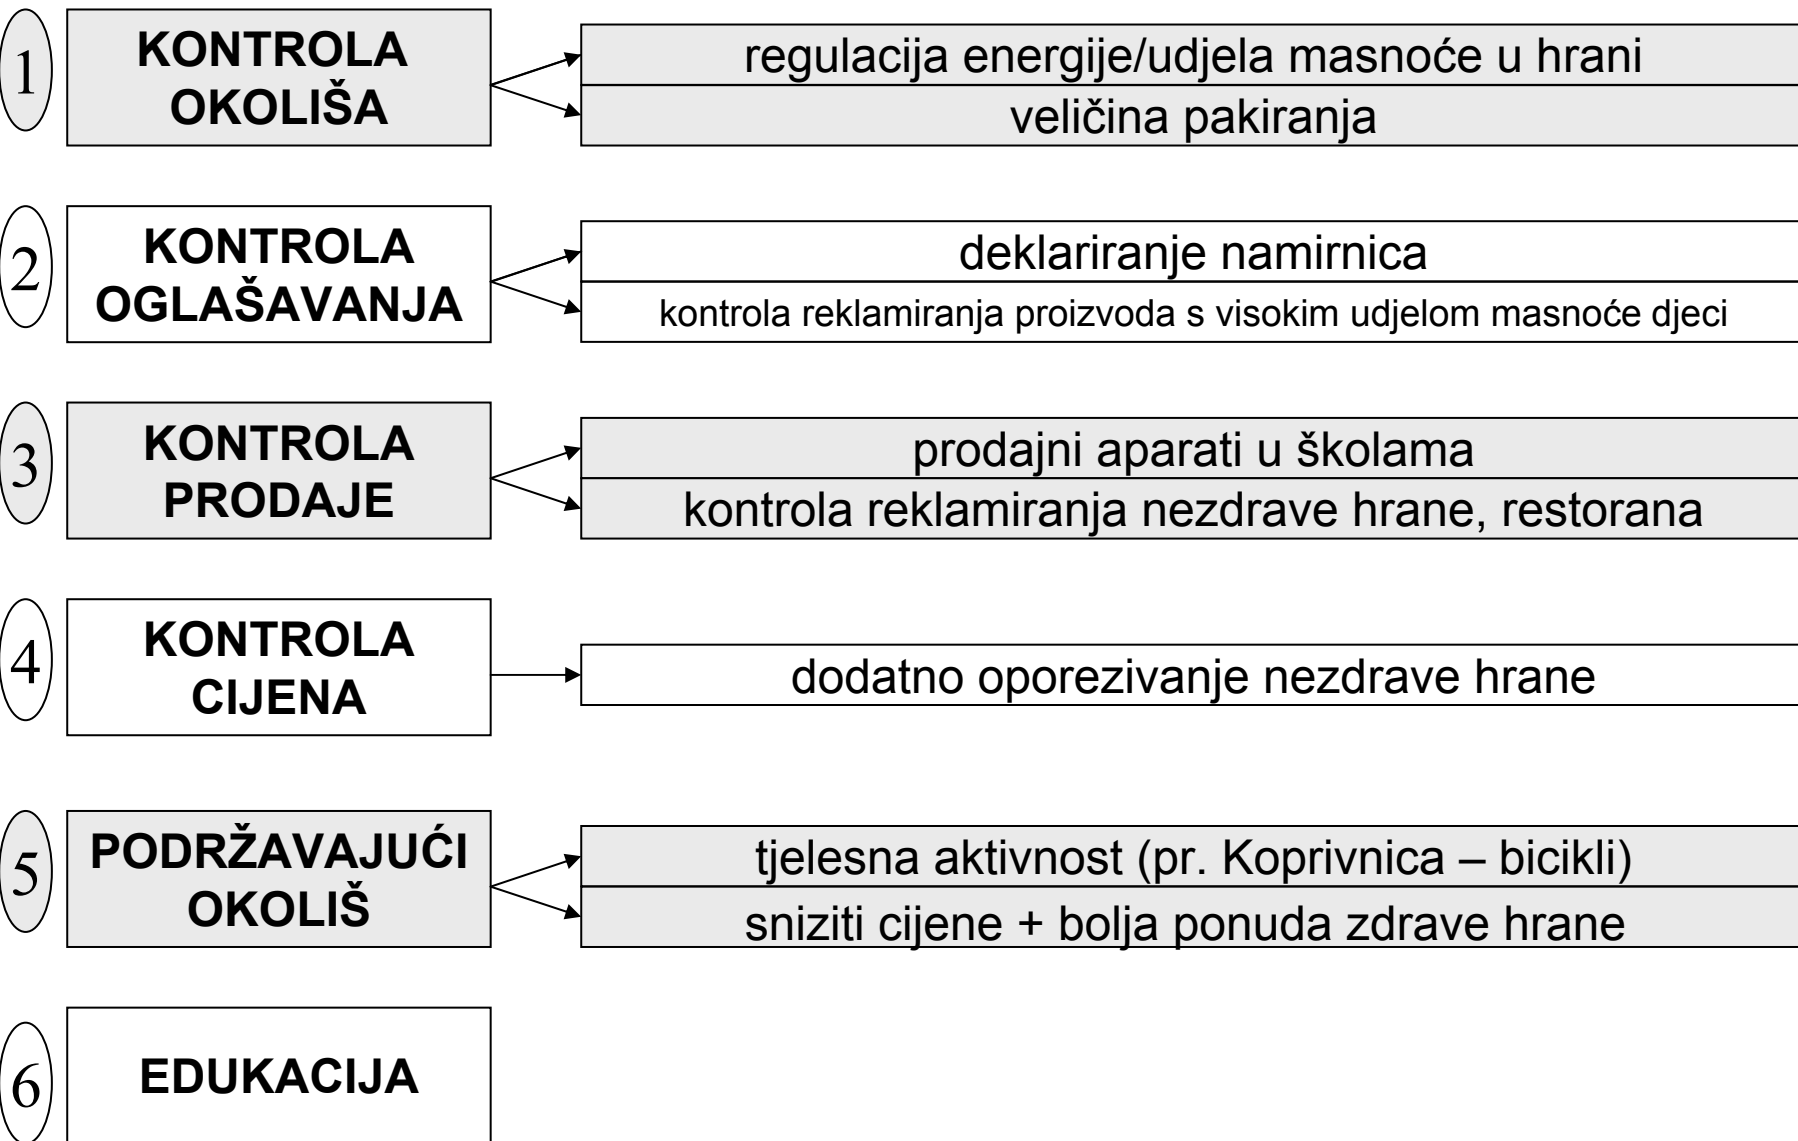 1
KONTROLA
OKOLIŠA
regulacija energije/udjela masnoće u hrani
veličina pakiranja
2
KONTROLA
OGLAŠAVANJA
deklariranje namirnica
kontrola reklamiranja proizvoda s visokim udjelom masnoće djeci
3
KONTROLA
PRODAJE
prodajni aparati u školama
kontrola reklamiranja nezdrave hrane, restorana
4
KONTROLA
CIJENA
dodatno oporezivanje nezdrave hrane
5
PODRŽAVAJUĆI
OKOLIŠ
tjelesna aktivnost (pr. Koprivnica – bicikli)
sniziti cijene + bolja ponuda zdrave hrane
6
EDUKACIJA